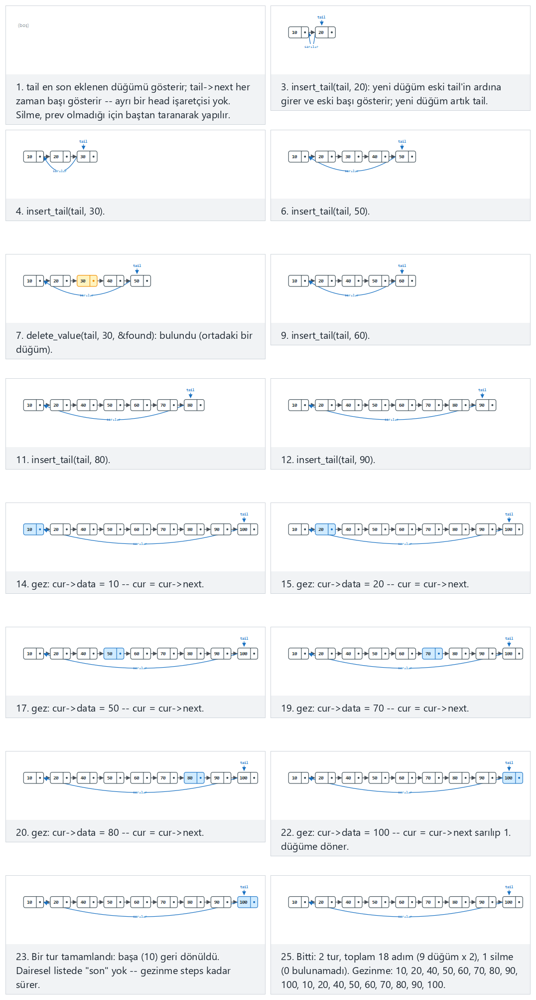 (boş)
1. tail en son eklenen düğümü gösterir; tail->next her
zaman başı gösterir -- ayrı bir head işaretçisi yok.
Silme, prev olmadığı için baştan taranarak yapılır.
tail
10 20
sarılır
3. insert_tail(tail, 20): yeni düğüm eski tail'in ardına
girer ve eski başı gösterir; yeni düğüm artık tail.
tail
10 20 30
sarılır
4. insert_tail(tail, 30).
tail
10 20 30 40 50
sarılır
6. insert_tail(tail, 50).
tail
10 20 30 40 50
sarılır
7. delete_value(tail, 30, &found): bulundu (ortadaki bir
düğüm).
tail
10 20 40 50 60
sarılır
9. insert_tail(tail, 60).
tail
10 20 40 50 60 70 80
sarılır
11. insert_tail(tail, 80).
tail
10 20 40 50 60 70 80 90
sarılır
12. insert_tail(tail, 90).
tail
10 20 40 50 60 70 80 90 100
sarılır
14. gez: cur->data = 10 -- cur = cur->next.
tail
10 20 40 50 60 70 80 90 100
sarılır
15. gez: cur->data = 20 -- cur = cur->next.
tail
10 20 40 50 60 70 80 90 100
sarılır
17. gez: cur->data = 50 -- cur = cur->next.
tail
10 20 40 50 60 70 80 90 100
sarılır
19. gez: cur->data = 70 -- cur = cur->next.
tail
10 20 40 50 60 70 80 90 100
sarılır
20. gez: cur->data = 80 -- cur = cur->next.
tail
10 20 40 50 60 70 80 90 100
sarılır
22. gez: cur->data = 100 -- cur = cur->next sarılıp 1.
düğüme döner.
tail
10 20 40 50 60 70 80 90 100
sarılır
23. Bir tur tamamlandı: başa (10) geri dönüldü.
Dairesel listede "son" yok -- gezinme steps kadar
sürer.
tail
10 20 40 50 60 70 80 90 100
sarılır
25. Bitti: 2 tur, toplam 18 adım (9 düğüm x 2), 1 silme
(0 bulunamadı). Gezinme: 10, 20, 40, 50, 60, 70, 80, 90,
100, 10, 20, 40, 50, 60, 70, 80, 90, 100.